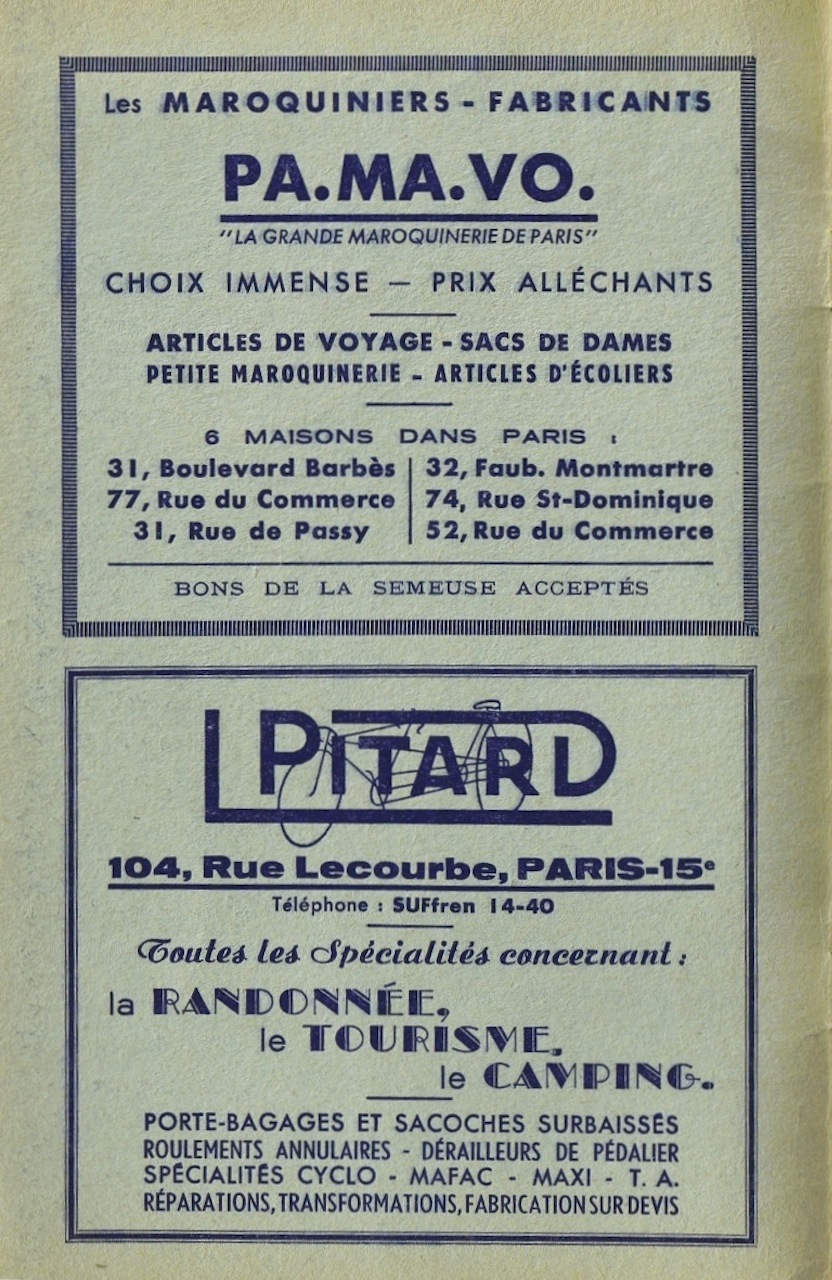 Les MAROQUINIERS - FABRICANTS
PA.MA.VO.
"LA GRANDE MAROQUINERIE DE PARIS"
CHOIX IMMENSE — PRIX ALLÉCHANTS
ARTICLES DE VOYAGE - SACS DE DAMES
PETITE MAROQUINERIE - ARTICLES D'ÉCOLIERS
6 MAISONS DANS PARIS :
31, Boulevard Barbès
77, Rue du Commerce
31, Rue de Passy
32, Faub. Montmartre
74, Rue St-Dominique
52, Rue du Commerce
BONS DE LA SEMEUSE ACCEPTÉS
L PITARD
104, Rue Lecourbe, PARIS-15e
Téléphone : SUFfren 14-40
Toutes les Spécialités concernant :
la RANDONNÉE,
le TOURISME,
le CAMPING.
PORTE-BAGAGES ET SACOCHES SURBAISSÉS
ROULEMENTS ANNULAIRES - DÉRAILLEURS DE PÉDALIER
SPÉCIALITÉS CYCLO - MAFAC - MAXI - T. A.
RÉPARATIONS, TRANSFORMATIONS, FABRICATION SUR DEVIS